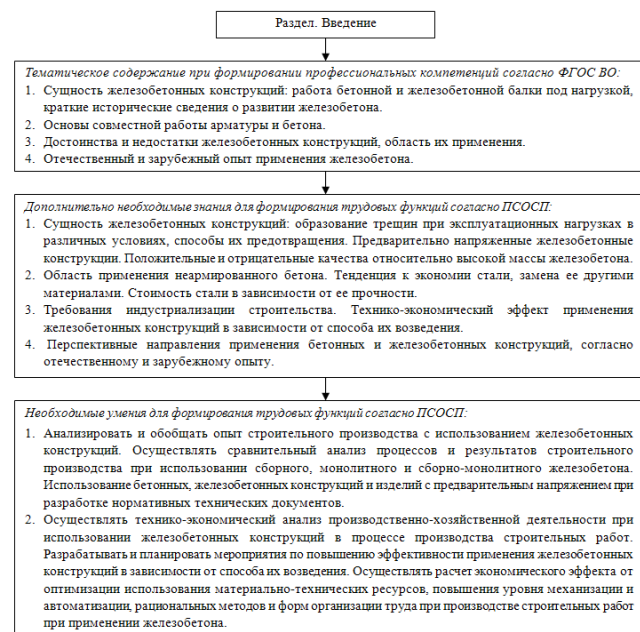 Раздел. Введение
Тематическое содержание при формировании профессиональных компетенций согласно ФГОС ВО:
1. Сущность железобетонных конструкций: работа бетонной и железобетонной балки под нагрузкой,
краткие исторические сведения о развитии железобетона.
2. Основы совместной работы арматуры и бетона.
3. Достоинства и недостатки железобетонных конструкций, область их применения.
4. Отечественный и зарубежный опыт применения железобетона.
Дополнительно необходимые знания для формирования трудовых функций согласно ПСОСП:
1. Сущность железобетонных конструкций: образование трещин при эксплуатационных нагрузках в
различных условиях, способы их предотвращения. Предварительно напряженные железобетонные
конструкции. Положительные и отрицательные качества относительно высокой массы железобетона.
2. Область применения неармированного бетона. Тенденция к экономии стали, замена ее другими
материалами. Стоимость стали в зависимости от ее прочности.
3. Требования индустриализации строительства. Технико-экономический эффект применения
железобетонных конструкций в зависимости от способа их возведения.
4. Перспективные направления применения бетонных и железобетонных конструкций, согласно
отечественному и зарубежному опыту.
Необходимые умения для формирования трудовых функций согласно ПСОСП:
1. Анализировать и обобщать опыт строительного производства с использованием железобетонных
конструкций. Осуществлять сравнительный анализ процессов и результатов строительного
производства при использовании сборного, монолитного и сборно-монолитного железобетона.
Использование бетонных, железобетонных конструкций и изделий с предварительным напряжением при
разработке нормативных технических документов.
2. Осуществлять технико-экономический анализ производственно-хозяйственной деятельности при
использовании железобетонных конструкций в процессе производства строительных работ.
Разрабатывать и планировать мероприятия по повышению эффективности применения железобетонных
конструкций в зависимости от способа их возведения. Осуществлять расчет экономического эффекта от
оптимизации использования материально-технических ресурсов, повышения уровня механизации и
автоматизации, рациональных методов и форм организации труда при производстве строительных работ
при применении железобетона.